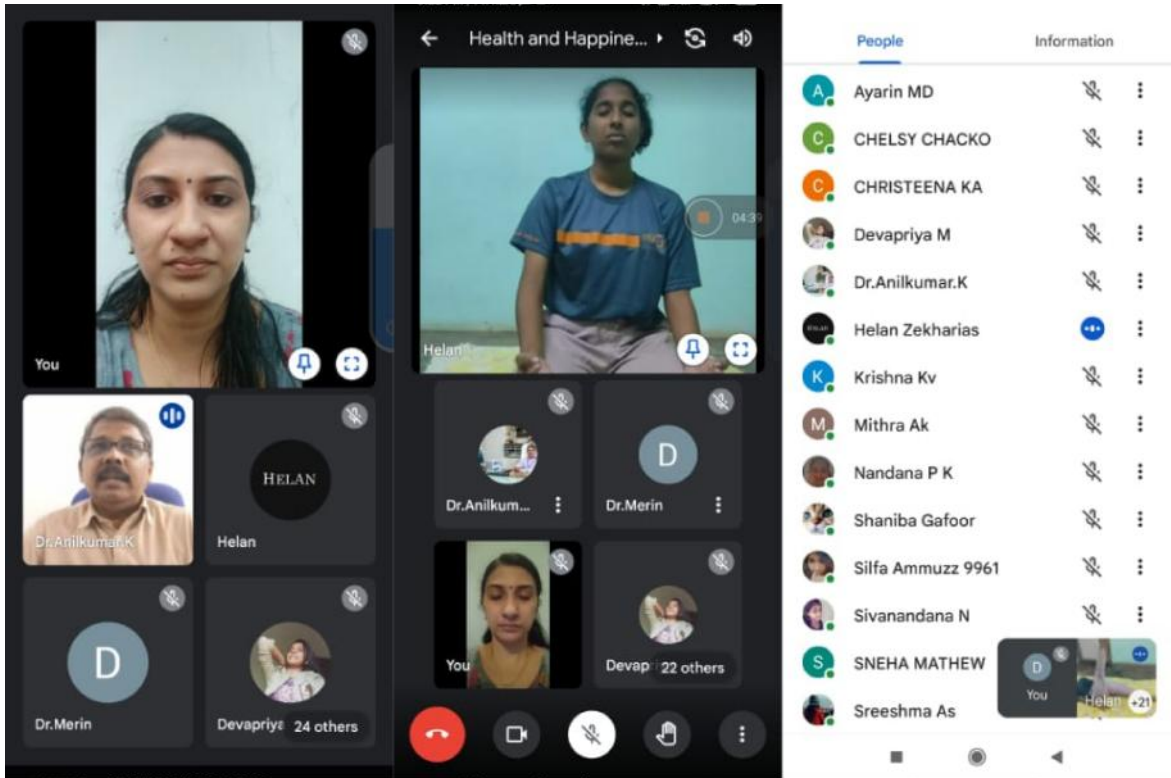 You
Dr.Anilkumar.K
HELAN
Helan
D
Dr.Merin
Devapriya
24 others
Health and Happine...
04:39
Helan
Dr.Anilkum...
D
Dr.Merin
You
Devap
22 others
People
Information
A
Ayarin MD
C
CHELSY CHACKO
C
CHRISTEENA KA
Devapriya M
Dr.Anilkumar.K
HELAN
Helan Zekharias
K
Krishna Kv
M
Mithra Ak
Nandana P K
Shaniba Gafoor
Silfa Ammuzz 9961
Sivanandana N
S
SNEHA MATHEW
Sreeshma As
D
You
Helan
+21